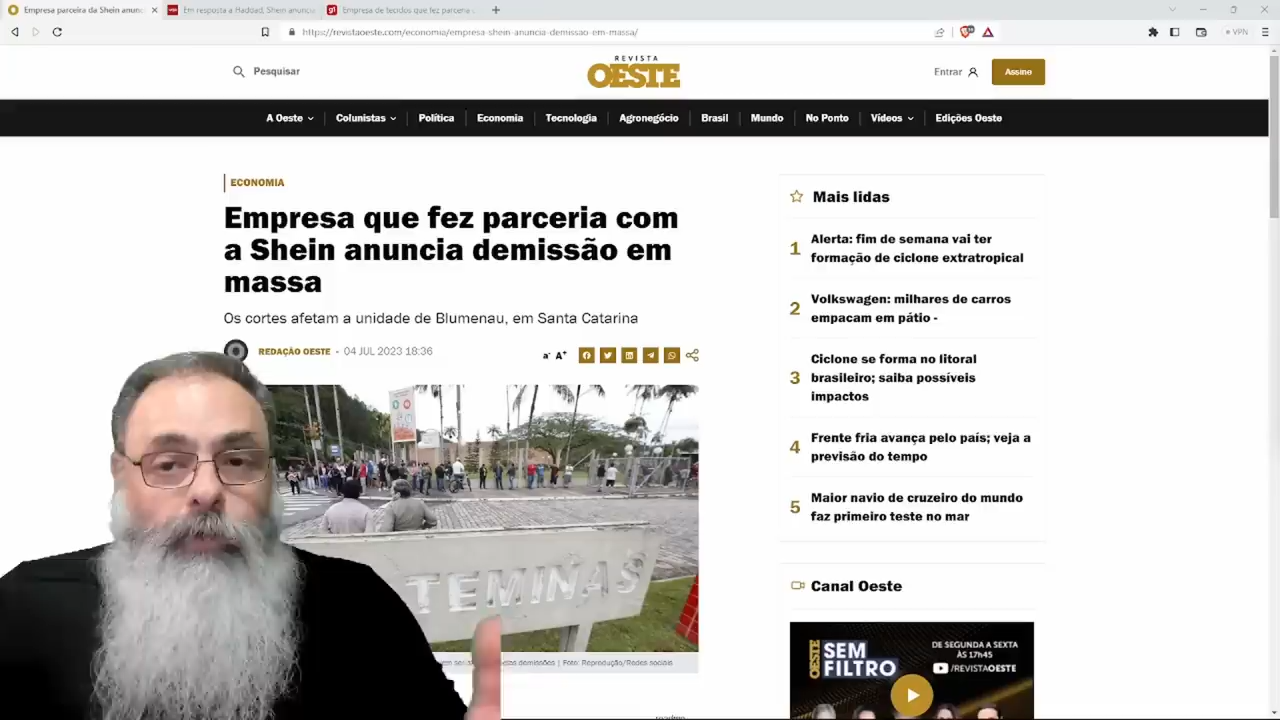 Empresa parceira da Shein anunc
Em resposta a Haddad, Shein anuncia
g1
Empresa de tecidos que fez parceria c
https://revistaoeste.com/economia/empresa-shein-anuncia-demissao-em-massa/
VPN
Pesquisar
REVISTA
OESTE
Entrar
Assine
A Oeste
Colunistas
Política
Economia
Tecnologia
Agronegócio
Brasil
Mundo
No Ponto
Vídeos
Edições Oeste
ECONOMIA
Empresa que fez parceria com
a Shein anuncia demissão em
massa
Os cortes afetam a unidade de Blumenau, em Santa Catarina
REDAÇÃO OESTE • 04 JUL 2023 18:36
a- A+
TEMINAS
demissões | Foto: Reprodução/Redes sociais
Mais lidas
1 Alerta: fim de semana vai ter
formação de ciclone extratropical
2 Volkswagen: milhares de carros
empacam em pátio -
3 Ciclone se forma no litoral
brasileiro; saiba possíveis
impactos
4 Frente fria avança pelo país; veja a
previsão do tempo
5 Maior navio de cruzeiro do mundo
faz primeiro teste no mar
Canal Oeste
OESTE
SEM
FILTRO
DE SEGUNDA A SEXTA
ÀS 17H45
/REVISTAOESTE